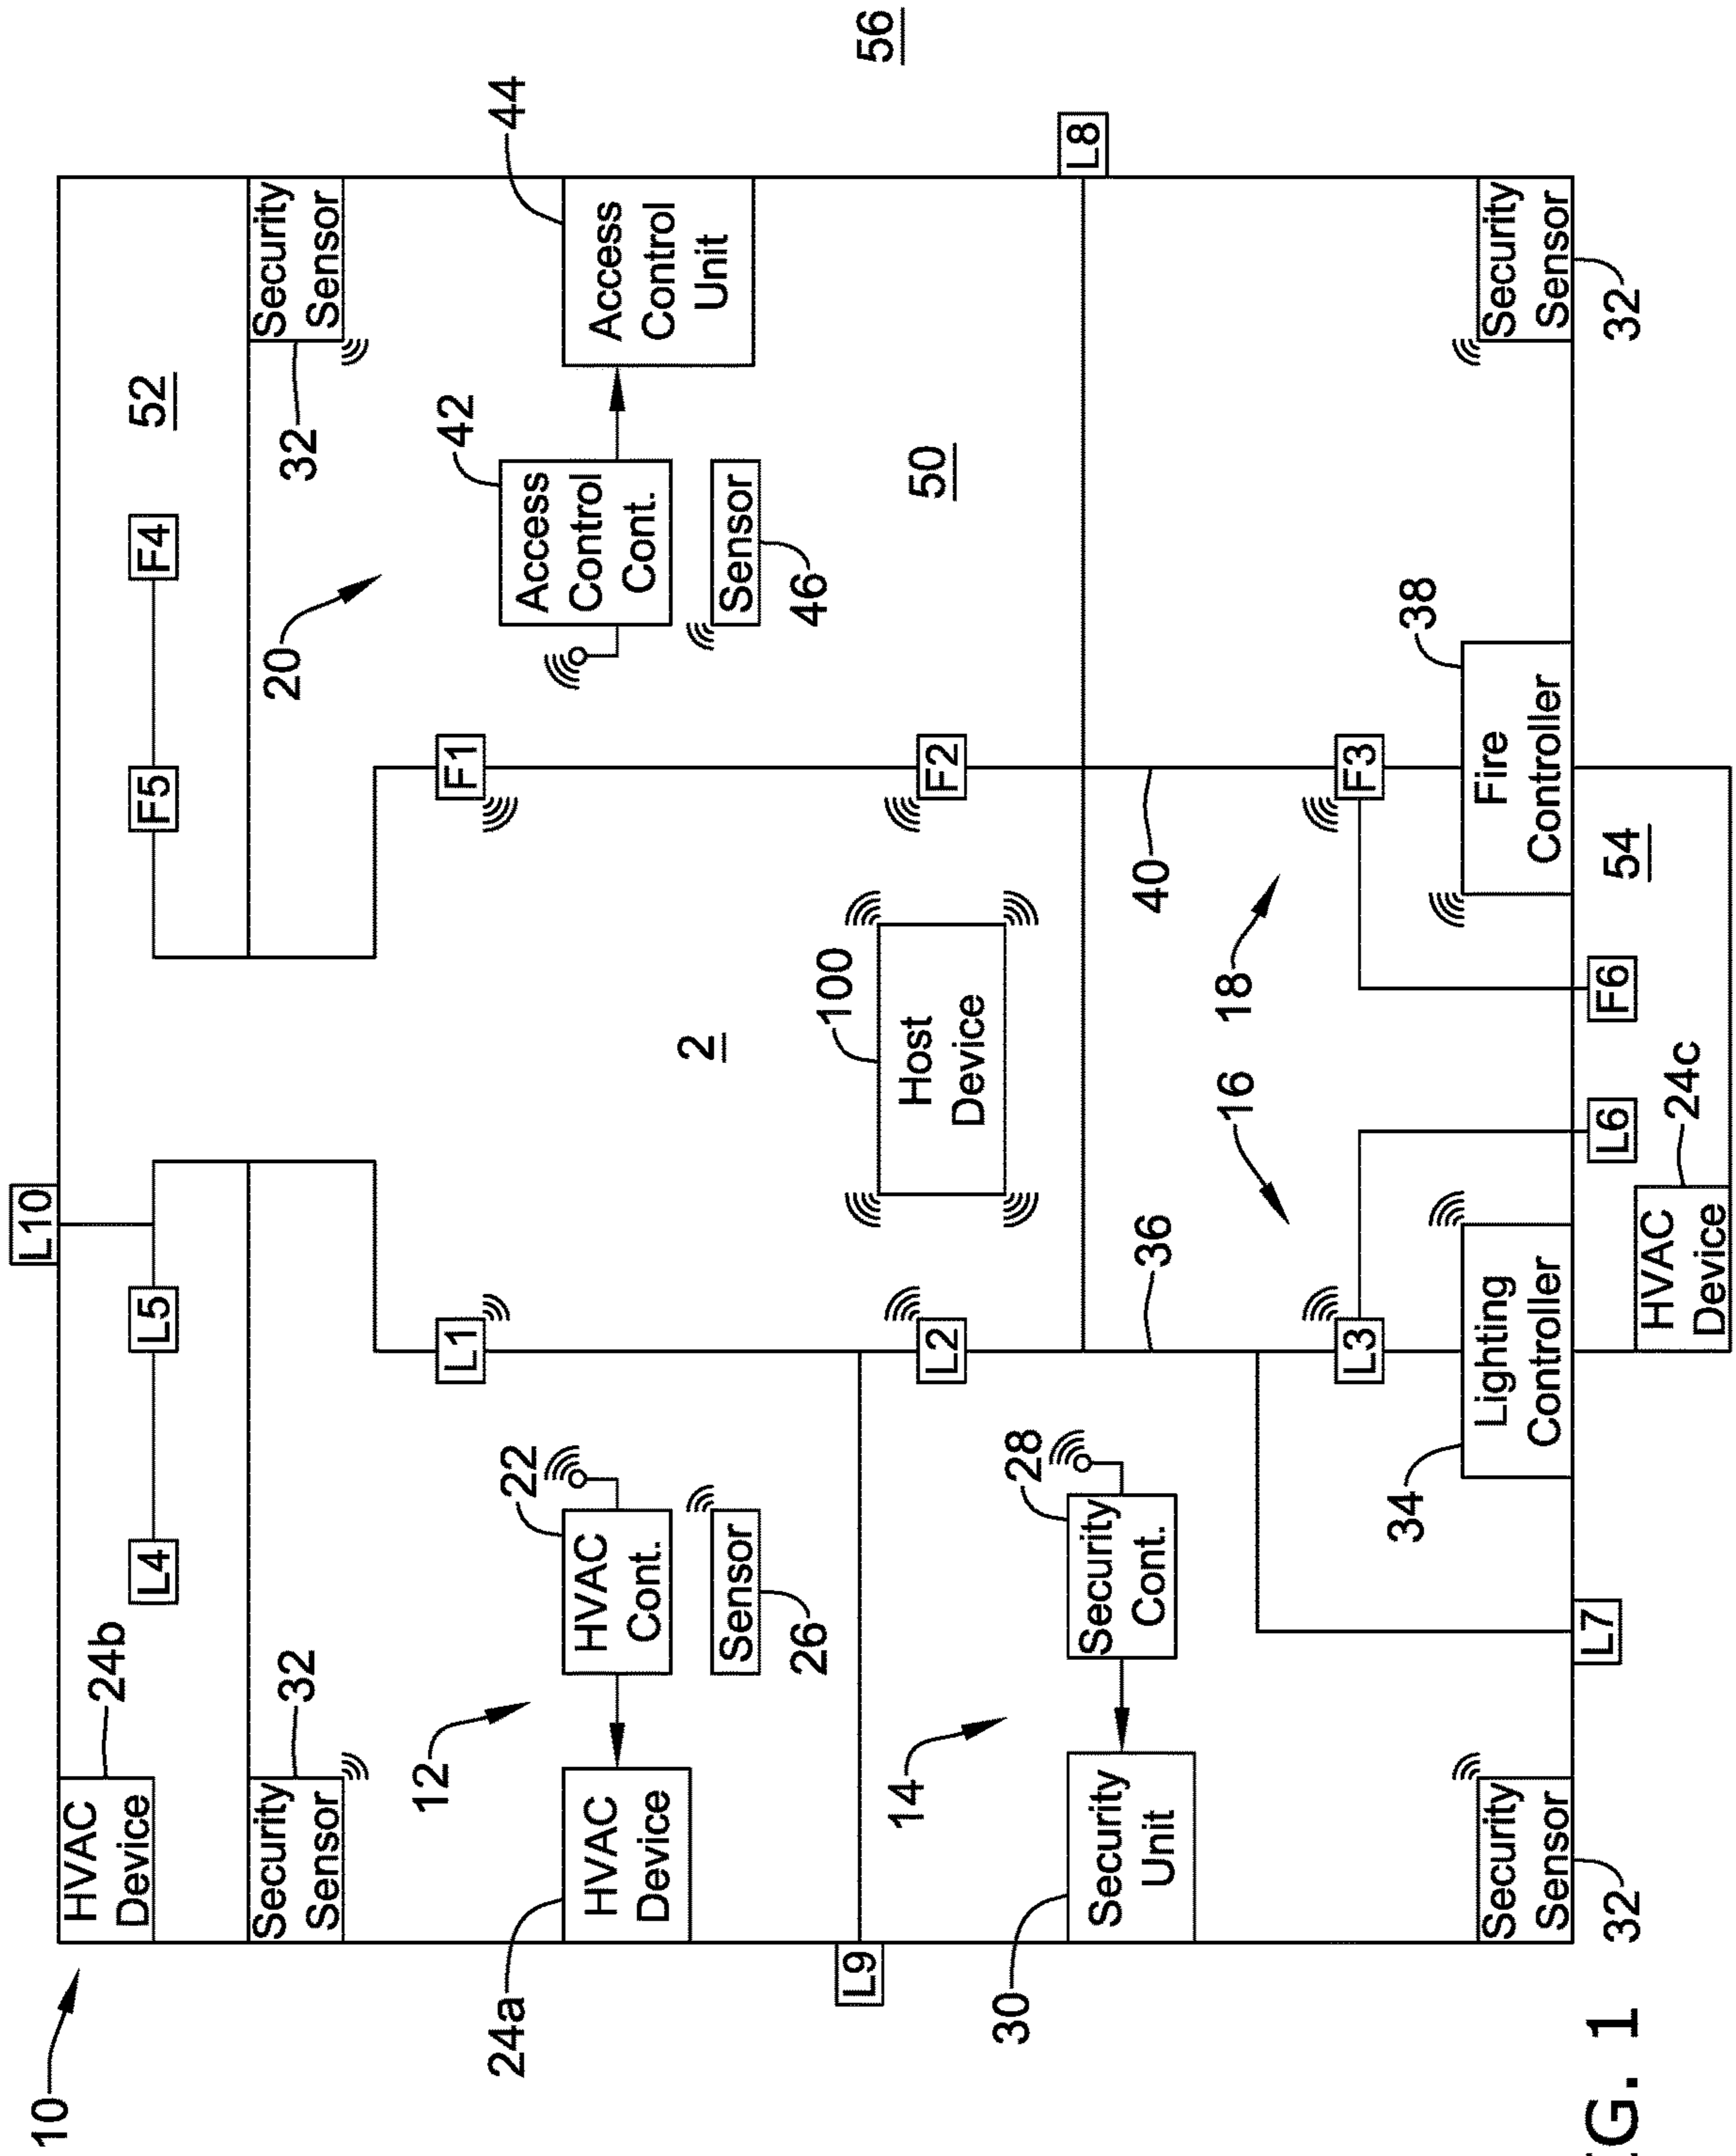 10
L10
HVAC
Device
24b
L4
L5
F5
F4
52
Security
Sensor
32
20
32
Security
Sensor
12
L1
F1
42
24a
22
44
HVAC
Device
HVAC
Cont.
Access
Control
Cont.
Access
Control
Unit
Sensor
26
2
Sensor
46
L9
100
56
14
L2
Host
Device
F2
50
30
28
L8
Security
Unit
Security
Cont.
36
40
16
18
L3
F3
34
38
Lighting
Controller
Fire
Controller
Security
Sensor
32
L7
L6
F6
54
Security
Sensor
32
HVAC
Device
24c
G. 1